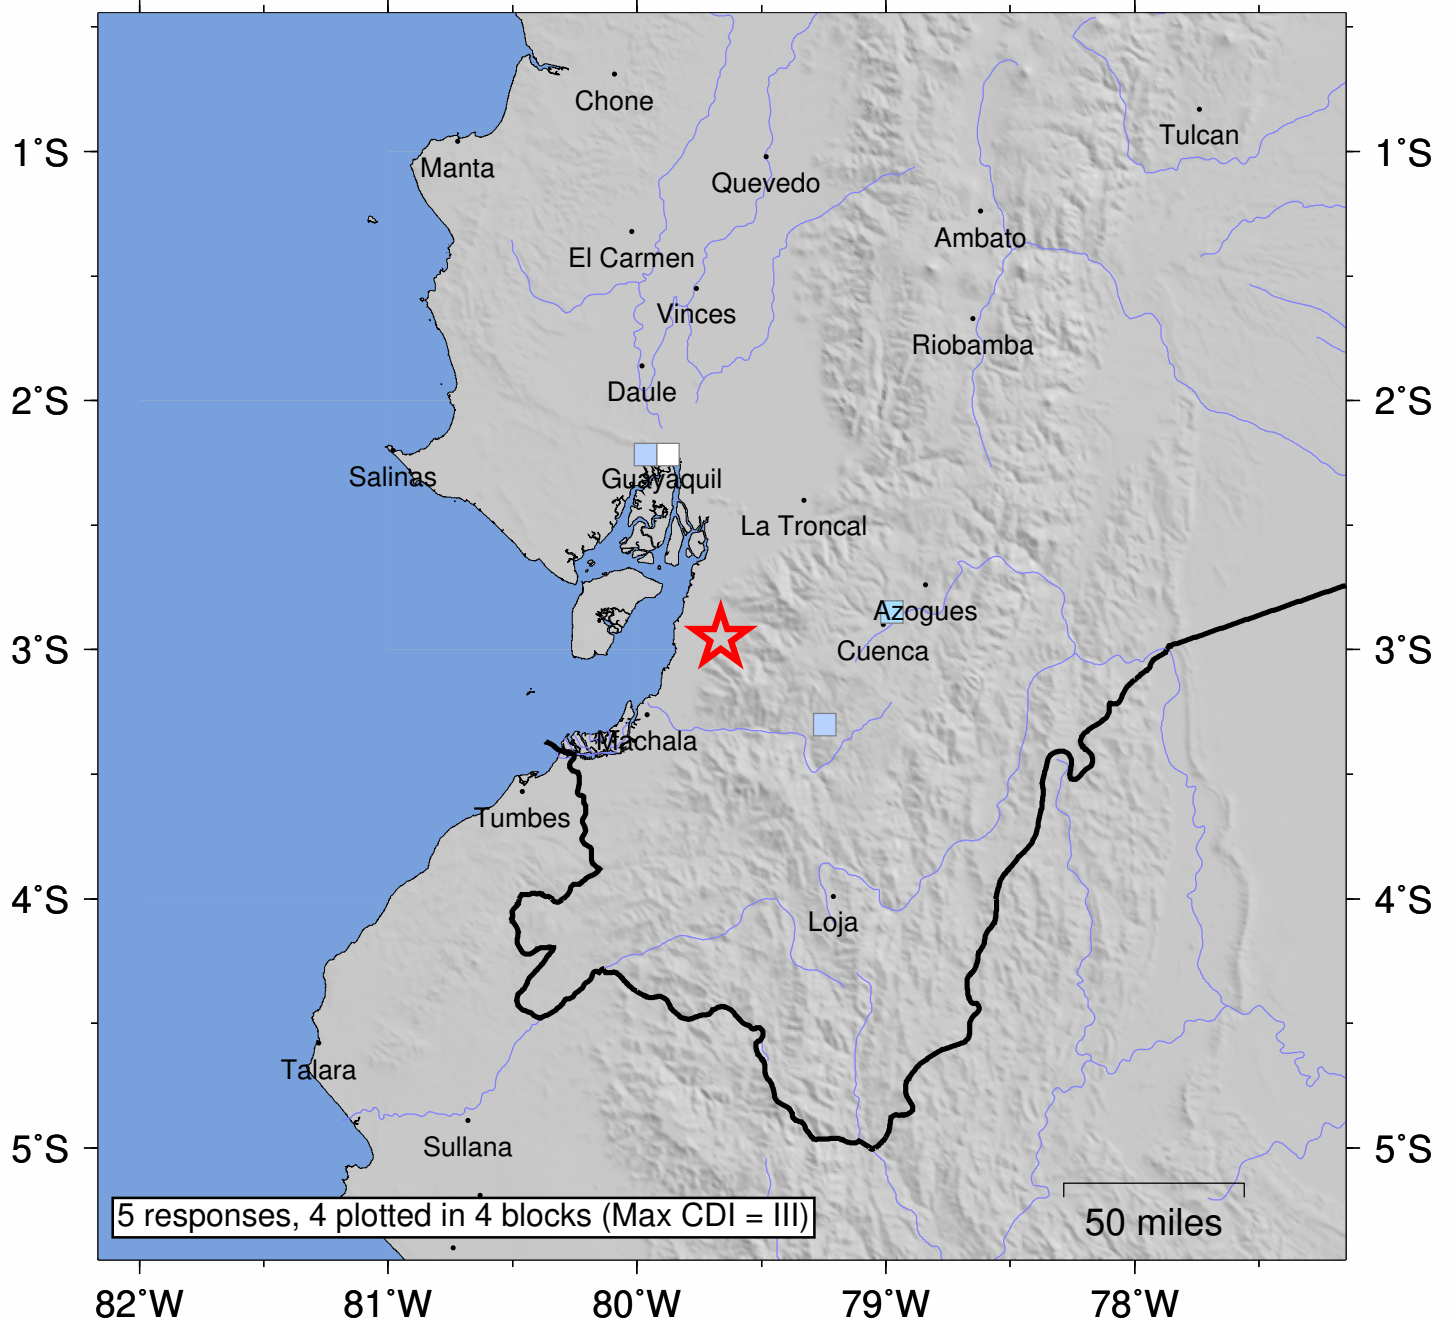 Chone
Tulcan
1°S
1°S
Manta
Quevedo
Ambato
El Carmen
Vinces
Riobamba
Daule
2°S
2°S
Salinas
Guayaquil
La Troncal
Azogues
Cuenca
3°S
3°S
Machala
Tumbes
4°S
4°S
Loja
Talara
Sullana
5°S
5°S
5 responses, 4 plotted in 4 blocks (Max CDI = III)
50 miles
82°W
81°W
80°W
79°W
78°W